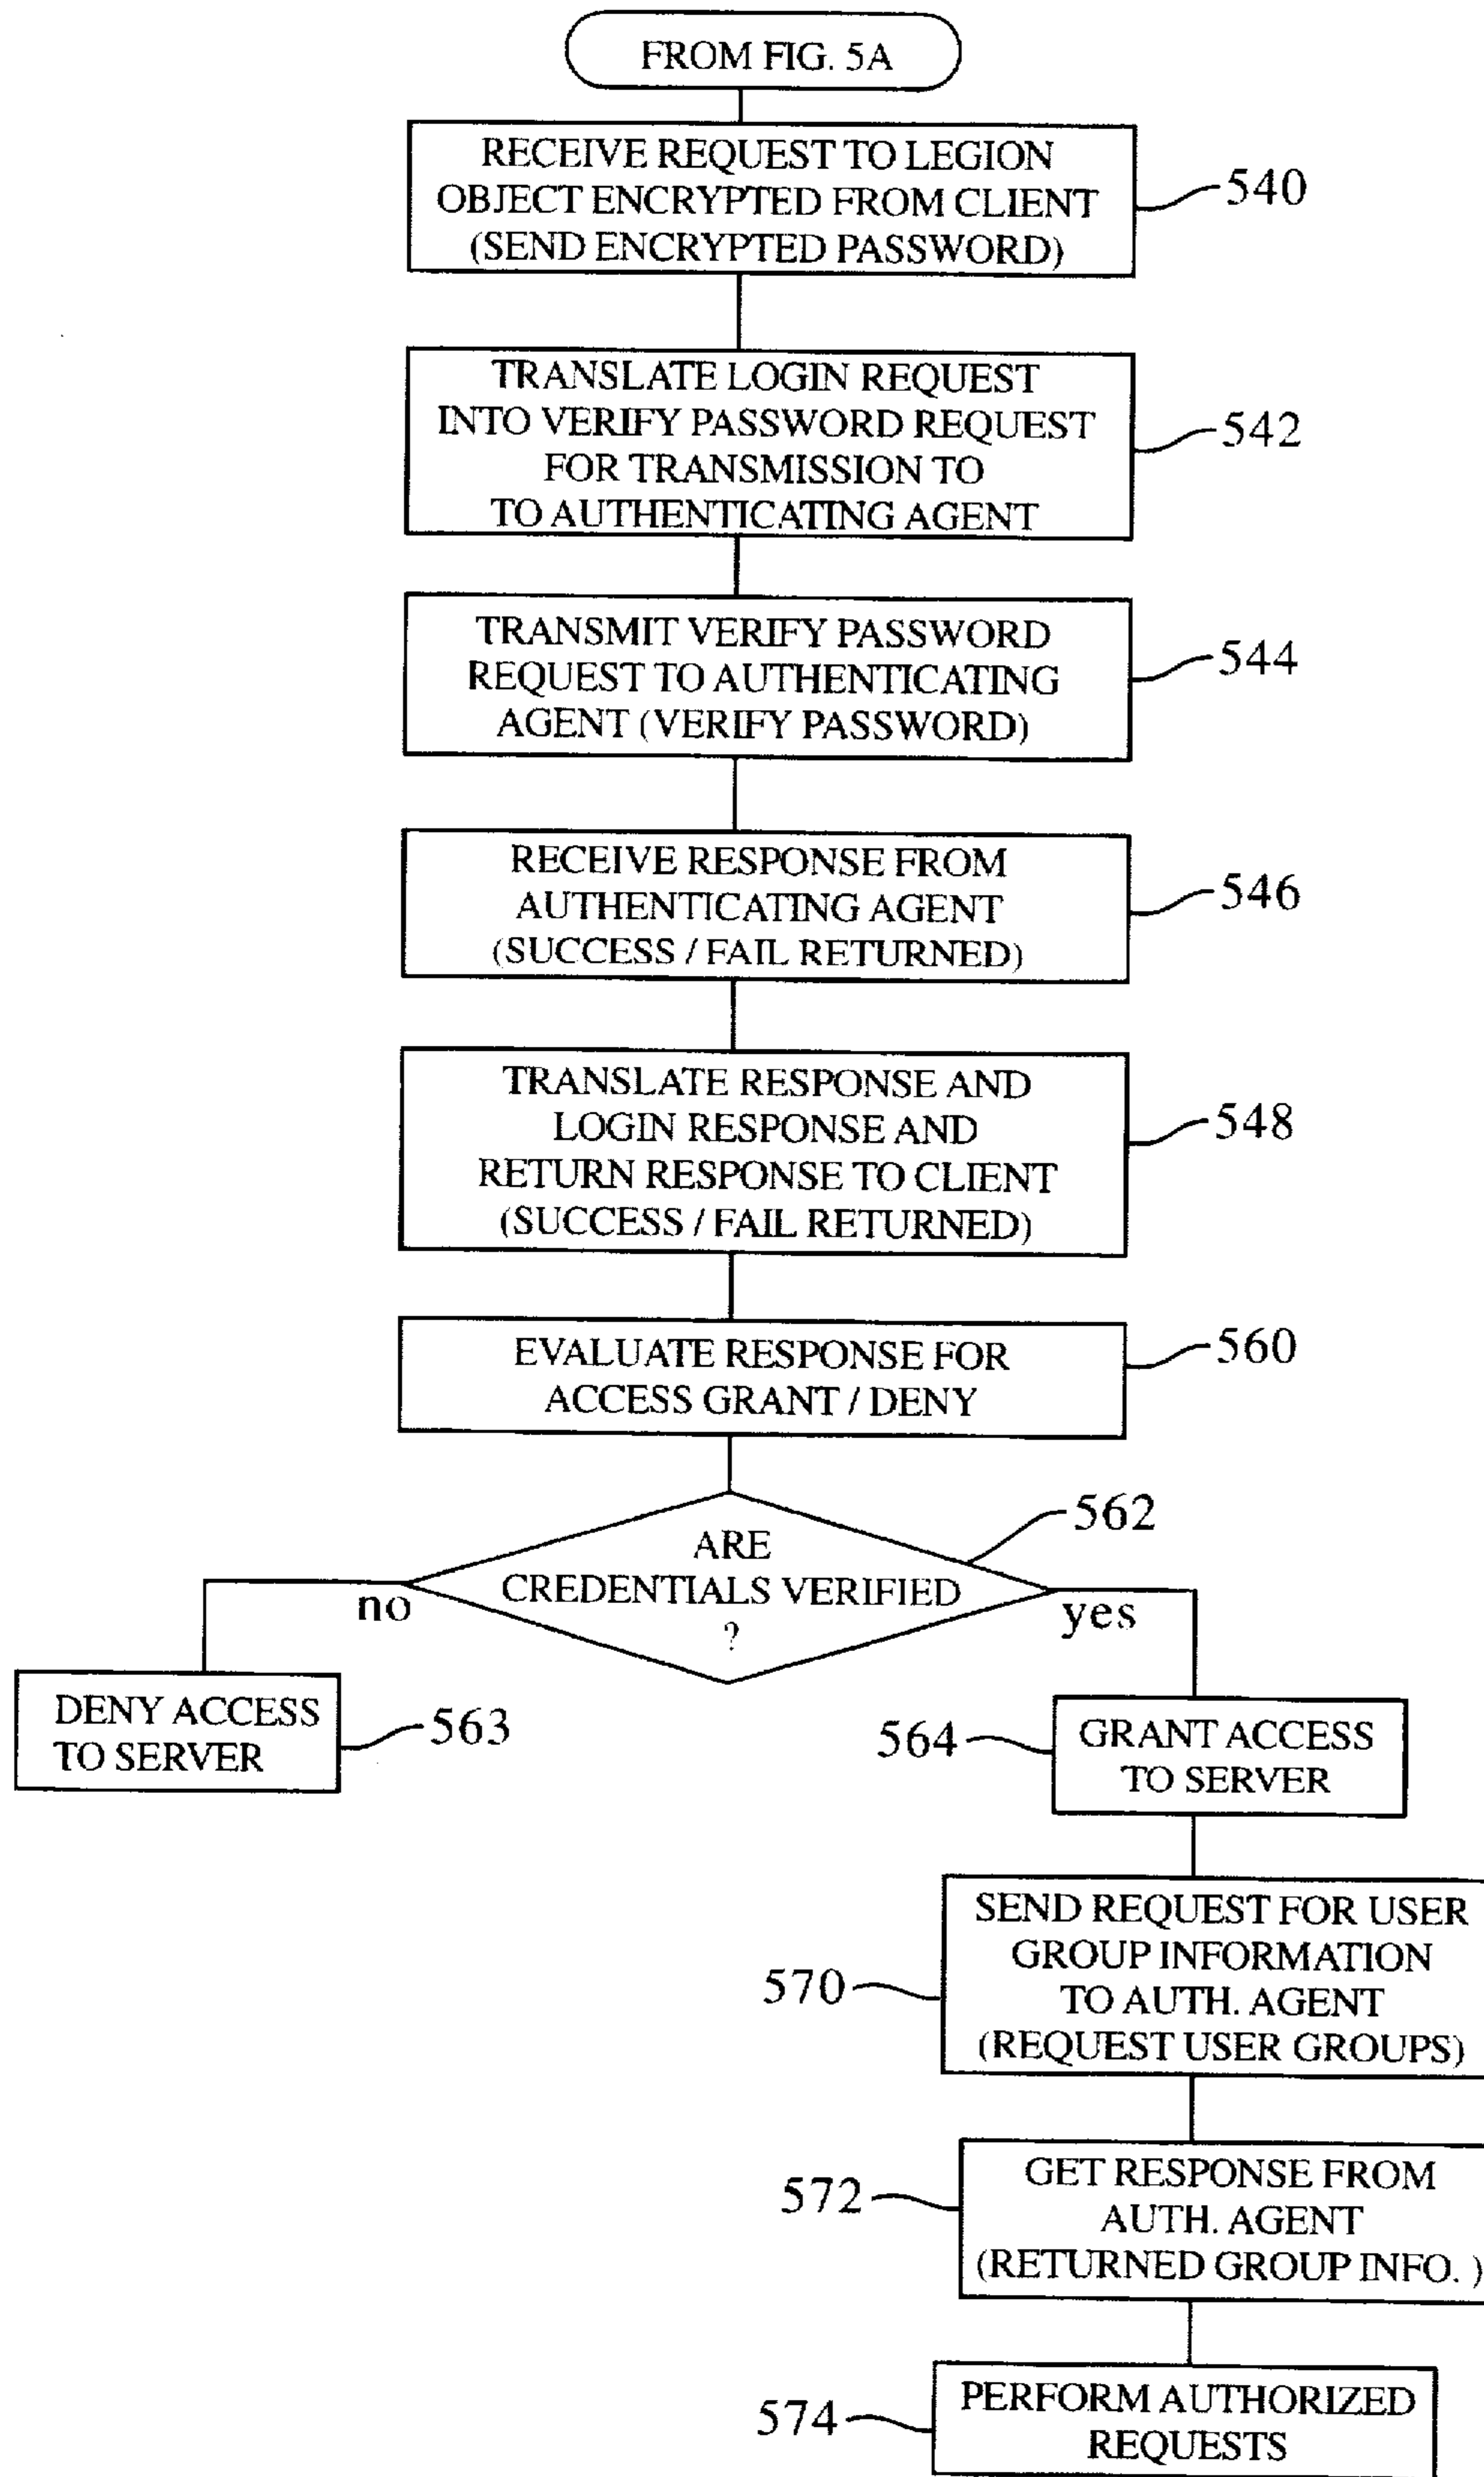 FROM FIG. 5A
RECEIVE REQUEST TO LEGION
OBJECT ENCRYPTED FROM CLIENT
(SEND ENCRYPTED PASSWORD)
540
TRANSLATE LOGIN REQUEST
INTO VERIFY PASSWORD REQUEST
FOR TRANSMISSION TO
TO AUTHENTICATING AGENT
542
TRANSMIT VERIFY PASSWORD
REQUEST TO AUTHENTICATING
AGENT (VERIFY PASSWORD)
544
RECEIVE RESPONSE FROM
AUTHENTICATING AGENT
(SUCCESS / FAIL RETURNED)
546
TRANSLATE RESPONSE AND
LOGIN RESPONSE AND
RETURN RESPONSE TO CLIENT
(SUCCESS / FAIL RETURNED)
548
EVALUATE RESPONSE FOR
ACCESS GRANT / DENY
560
ARE
CREDENTIALS VERIFIED
?
562
no
yes
DENY ACCESS
TO SERVER
563
564
GRANT ACCESS
TO SERVER
SEND REQUEST FOR USER
GROUP INFORMATION
TO AUTH. AGENT
(REQUEST USER GROUPS)
570
GET RESPONSE FROM
AUTH. AGENT
(RETURNED GROUP INFO. )
572
PERFORM AUTHORIZED
REQUESTS
574